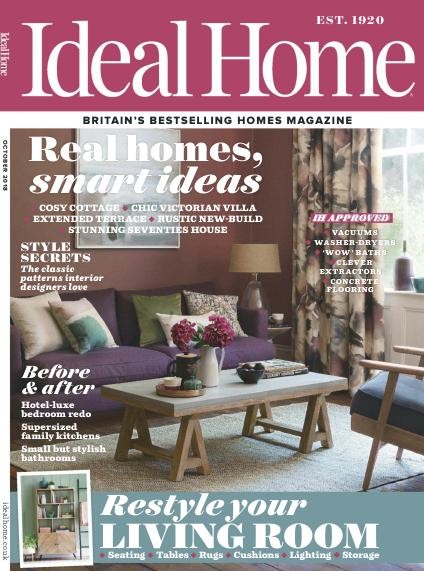 EST. 1920
Ideal Home
Ideal Home
BRITAIN'S BESTSELLING HOMES MAGAZINE
OCTOBER 2018
Real homes,
smart ideas
COSY COTTAGE • CHIC VICTORIAN VILLA
• EXTENDED TERRACE • RUSTIC NEW-BUILD
• STUNNING SEVENTIES HOUSE
STYLE
SECRETS
The classic
patterns interior
designers love
IH APPROVED
VACUUMS
• WASHER-DRYERS
• 'WOW' BATHS
• CLEVER
EXTRACTORS
• CONCRETE
FLOORING
Before
& after
Hotel-luxe
bedroom redo
Supersized
family kitchens
Small but stylish
bathrooms
Restyle your
LIVING ROOM
• Seating • Tables • Rugs • Cushions • Lighting • Storage
idealhome.co.uk